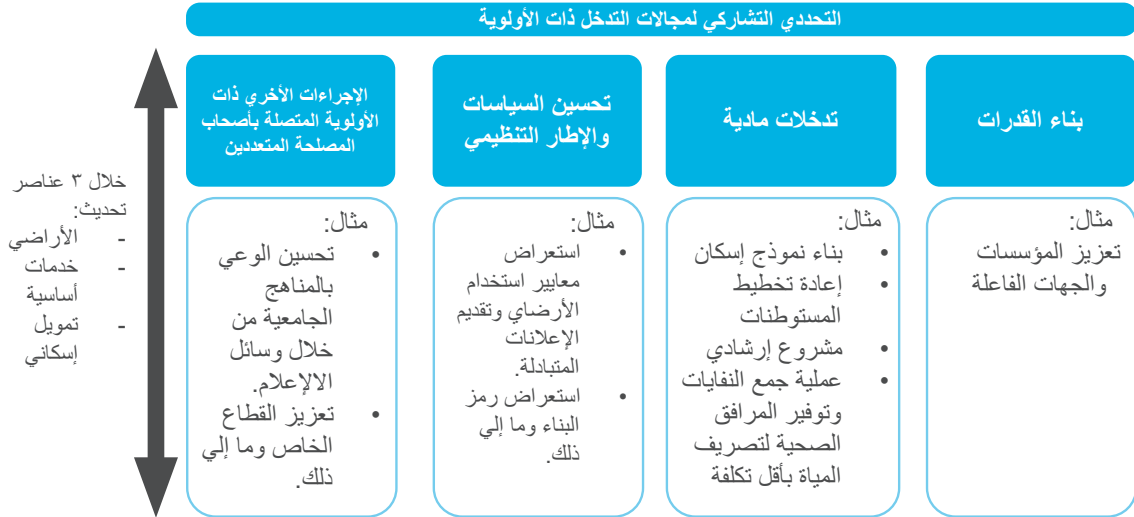 التحددي التشاركي لمجالات التدخل ذات الأولوية
بناء القدرات
مثال:
تعزيز المؤسسات
والجهات الفاعلة
تدخلات مادية
مثال:
• بناء نموذج إسكان
• إعادة تخطيط
المستوطنات
• مشروع إرشادي
• عملية جمع النفايات
وتوفير المرافق
الصحية لتصريف
المياة بأقل تكلفة
تحسين السياسات
والإطار التنظيمي
مثال:
• استعراض
معايير استخدام
الأرضاي وتقديم
الإعلانات
المتبادلة.
• استعراض رمز
البناء وما إلي
ذلك.
الإجراءات الأخري ذات
الأولوية المتصلة بأصحاب
المصلحة المتعددين
مثال:
• تحسين الوعي
بالمناهج
الجامعية من
خلال وسائل
الالإعلام.
• تعزيز القطاع
الخاص وما إلي
ذلك.
خلال ٣ عناصر
تحديث:
- الأراضي
- خدمات
أساسية
- تمويل
إسكاني